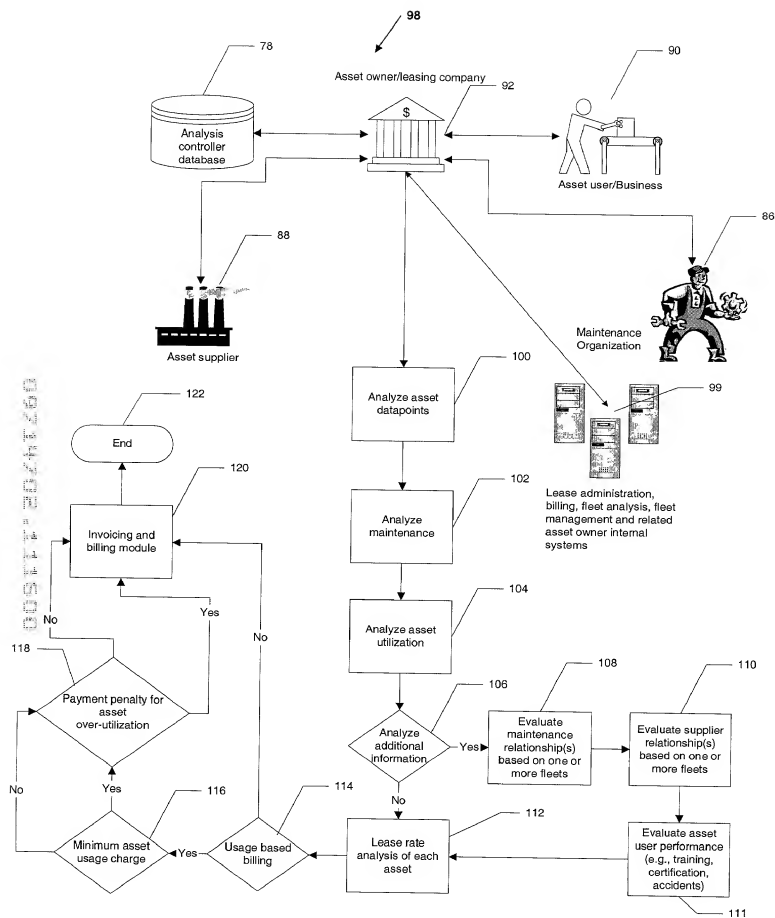 98
78
90
Asset owner/leasing company
92
$
Analysis
controller
database
Asset user/Business
88
86
Asset supplier
Maintenance
Organization
100
Analyze asset
datapoints
99
122
End
120
Invoicing and
billing module
102
Analyze
maintenance
Lease administration,
billing, fleet analysis, fleet
management and related
asset owner internal
systems
104
Analyze asset
utilization
No
Yes
No
118
Payment penalty for
asset
over-utilization
106
Analyze
additional
information
Yes
108
Evaluate
maintenance
relationship(s)
based on one or
more fleets
110
Evaluate supplier
relationship(s)
based on one or
more fleets
No
Yes
No
116
Minimum asset
usage charge
Yes
114
Usage based
billing
112
Lease rate
analysis of each
asset
Evaluate asset
user performance
(e.g., training,
certification,
accidents)
111